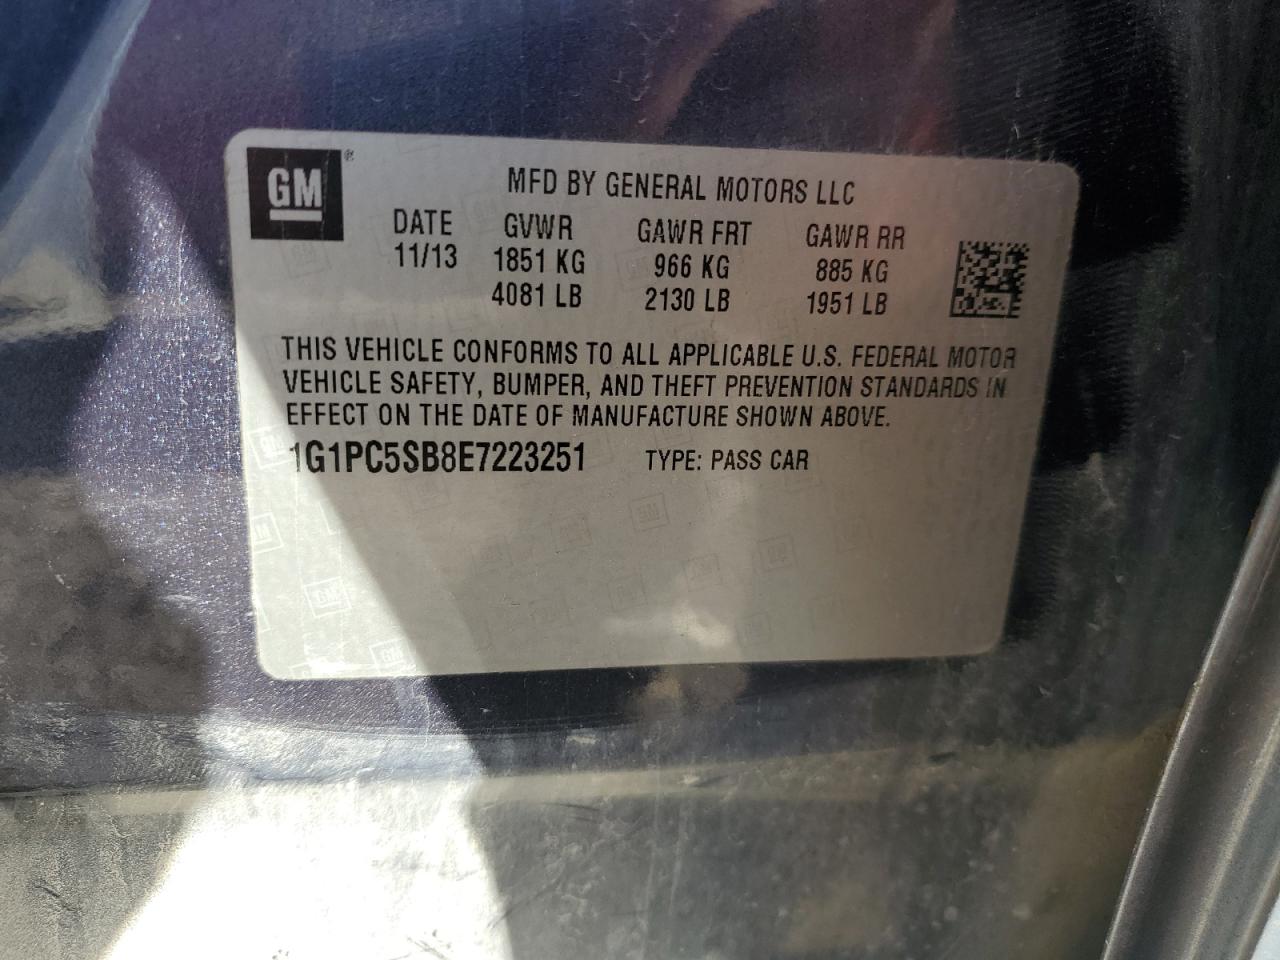 GM ®
MFD BY GENERAL MOTORS LLC
DATE GVWR GAWR FRT GAWR RR
11/13 1851 KG 966 KG 885 KG
4081 LB 2130 LB 1951 LB
THIS VEHICLE CONFORMS TO ALL APPLICABLE U.S. FEDERAL MOTOR
VEHICLE SAFETY, BUMPER, AND THEFT PREVENTION STANDARDS IN
EFFECT ON THE DATE OF MANUFACTURE SHOWN ABOVE.
1G1PC5SB8E7223251 TYPE: PASS CAR